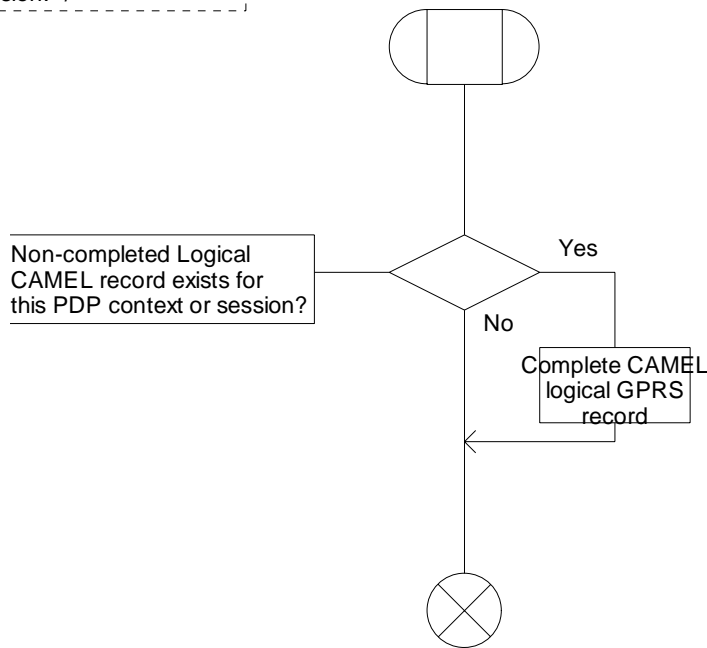 Non-completed Logical
CAMEL record exists for
this PDP context or session?
Yes
No
Complete CAMEL
logical GPRS
record